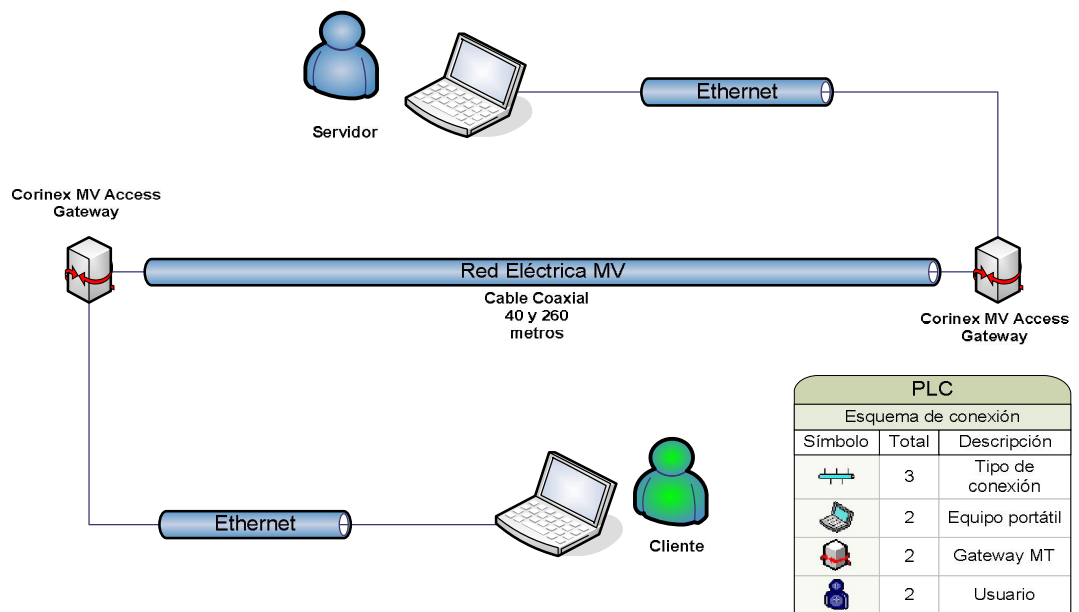 Ethernet
Servidor
Corinex MV Access
Gateway
Red Eléctrica MV
Cable Coaxial
40 y 260
metros
Corinex MV Access
Gateway
Ethernet
Cliente
PLC
Esquema de conexión
Símbolo Total Descripción
3 Tipo de
conexión
2 Equipo portátil
2 Gateway MT
2 Usuario